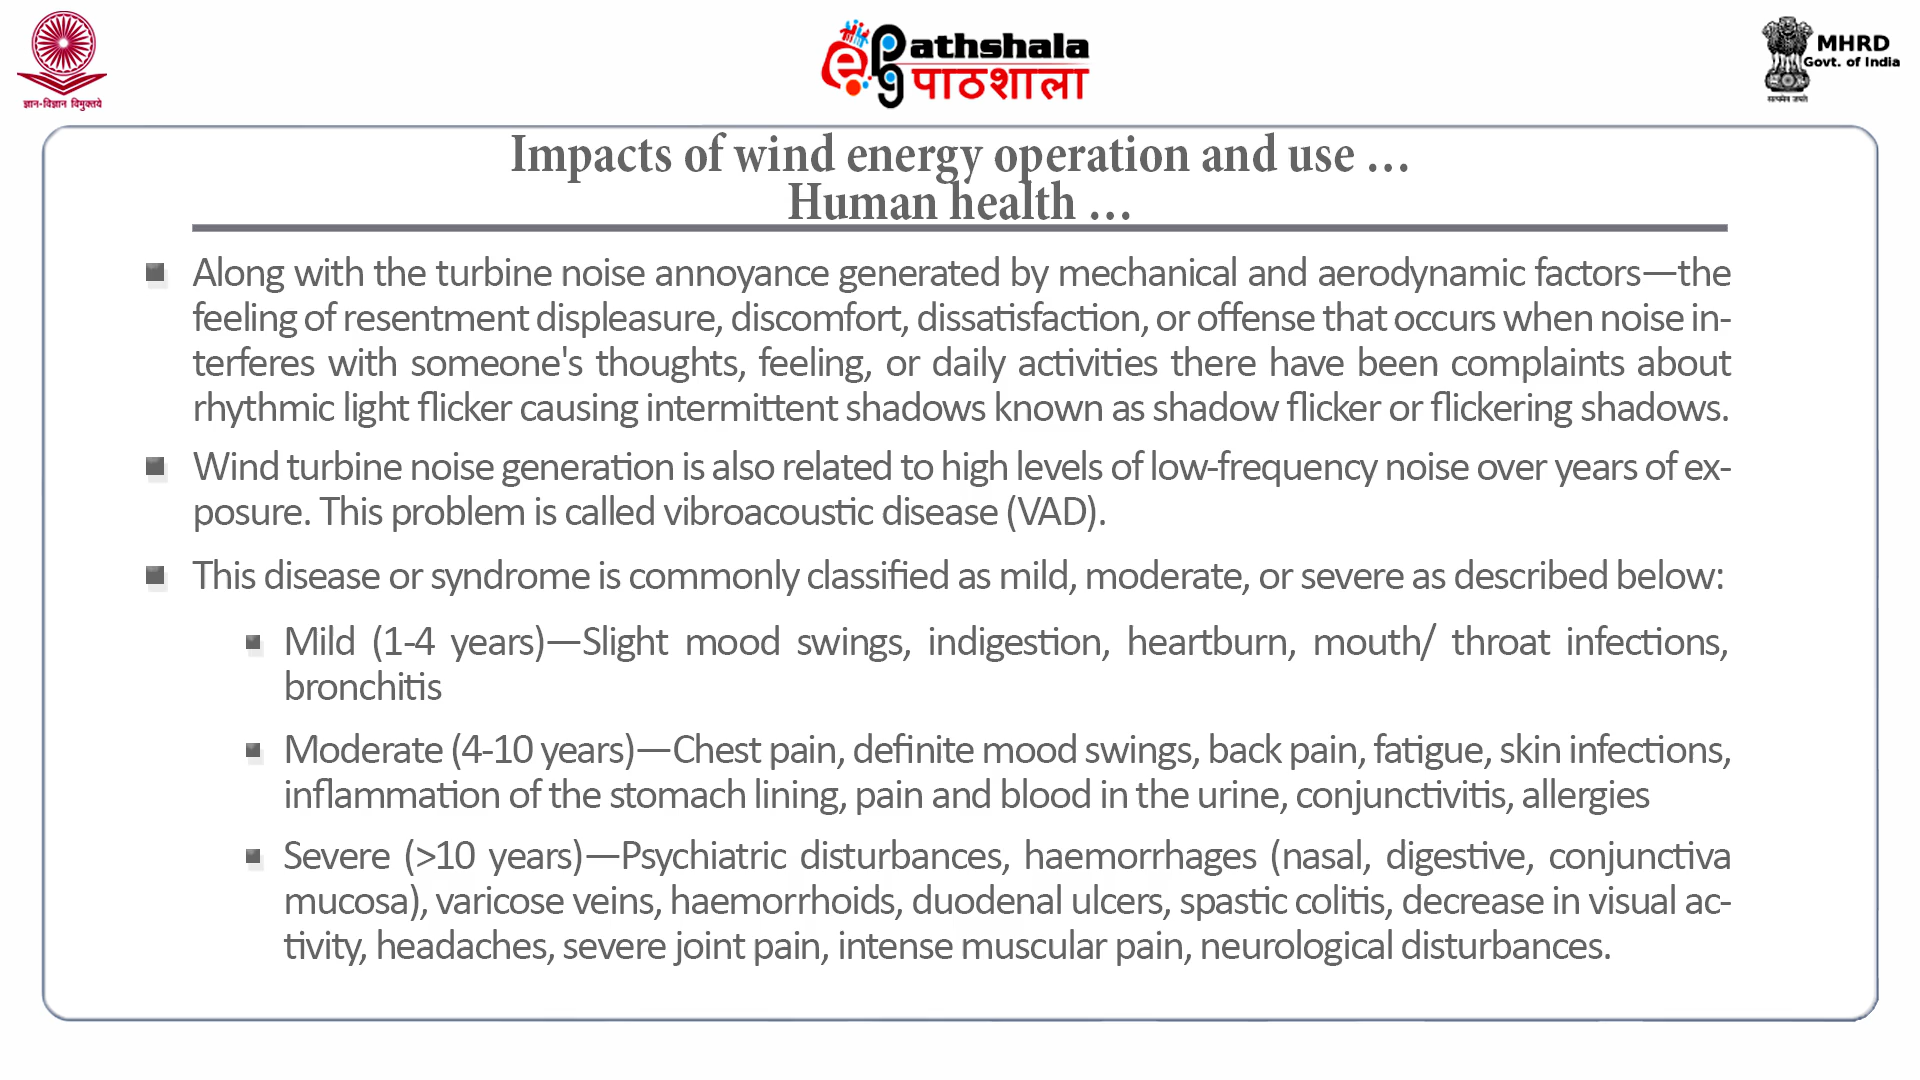 ज्ञान-विज्ञान विमुक्तये
e PG athshala
पाठशाला
MHRD
Govt. of India
सत्यमेव जयते
Impacts of wind energy operation and use …
Human health …
Along with the turbine noise annoyance generated by mechanical and aerodynamic factors—the
feeling of resentment displeasure, discomfort, dissatisfaction, or offense that occurs when noise in-
terferes with someone's thoughts, feeling, or daily activities there have been complaints about
rhythmic light flicker causing intermittent shadows known as shadow flicker or flickering shadows.
Wind turbine noise generation is also related to high levels of low-frequency noise over years of ex-
posure. This problem is called vibroacoustic disease (VAD).
This disease or syndrome is commonly classified as mild, moderate, or severe as described below:
Mild (1-4 years)—Slight mood swings, indigestion, heartburn, mouth/ throat infections,
bronchitis
Moderate (4-10 years)—Chest pain, definite mood swings, back pain, fatigue, skin infections,
inflammation of the stomach lining, pain and blood in the urine, conjunctivitis, allergies
Severe (>10 years)—Psychiatric disturbances, haemorrhages (nasal, digestive, conjunctiva
mucosa), varicose veins, haemorrhoids, duodenal ulcers, spastic colitis, decrease in visual ac-
tivity, headaches, severe joint pain, intense muscular pain, neurological disturbances.